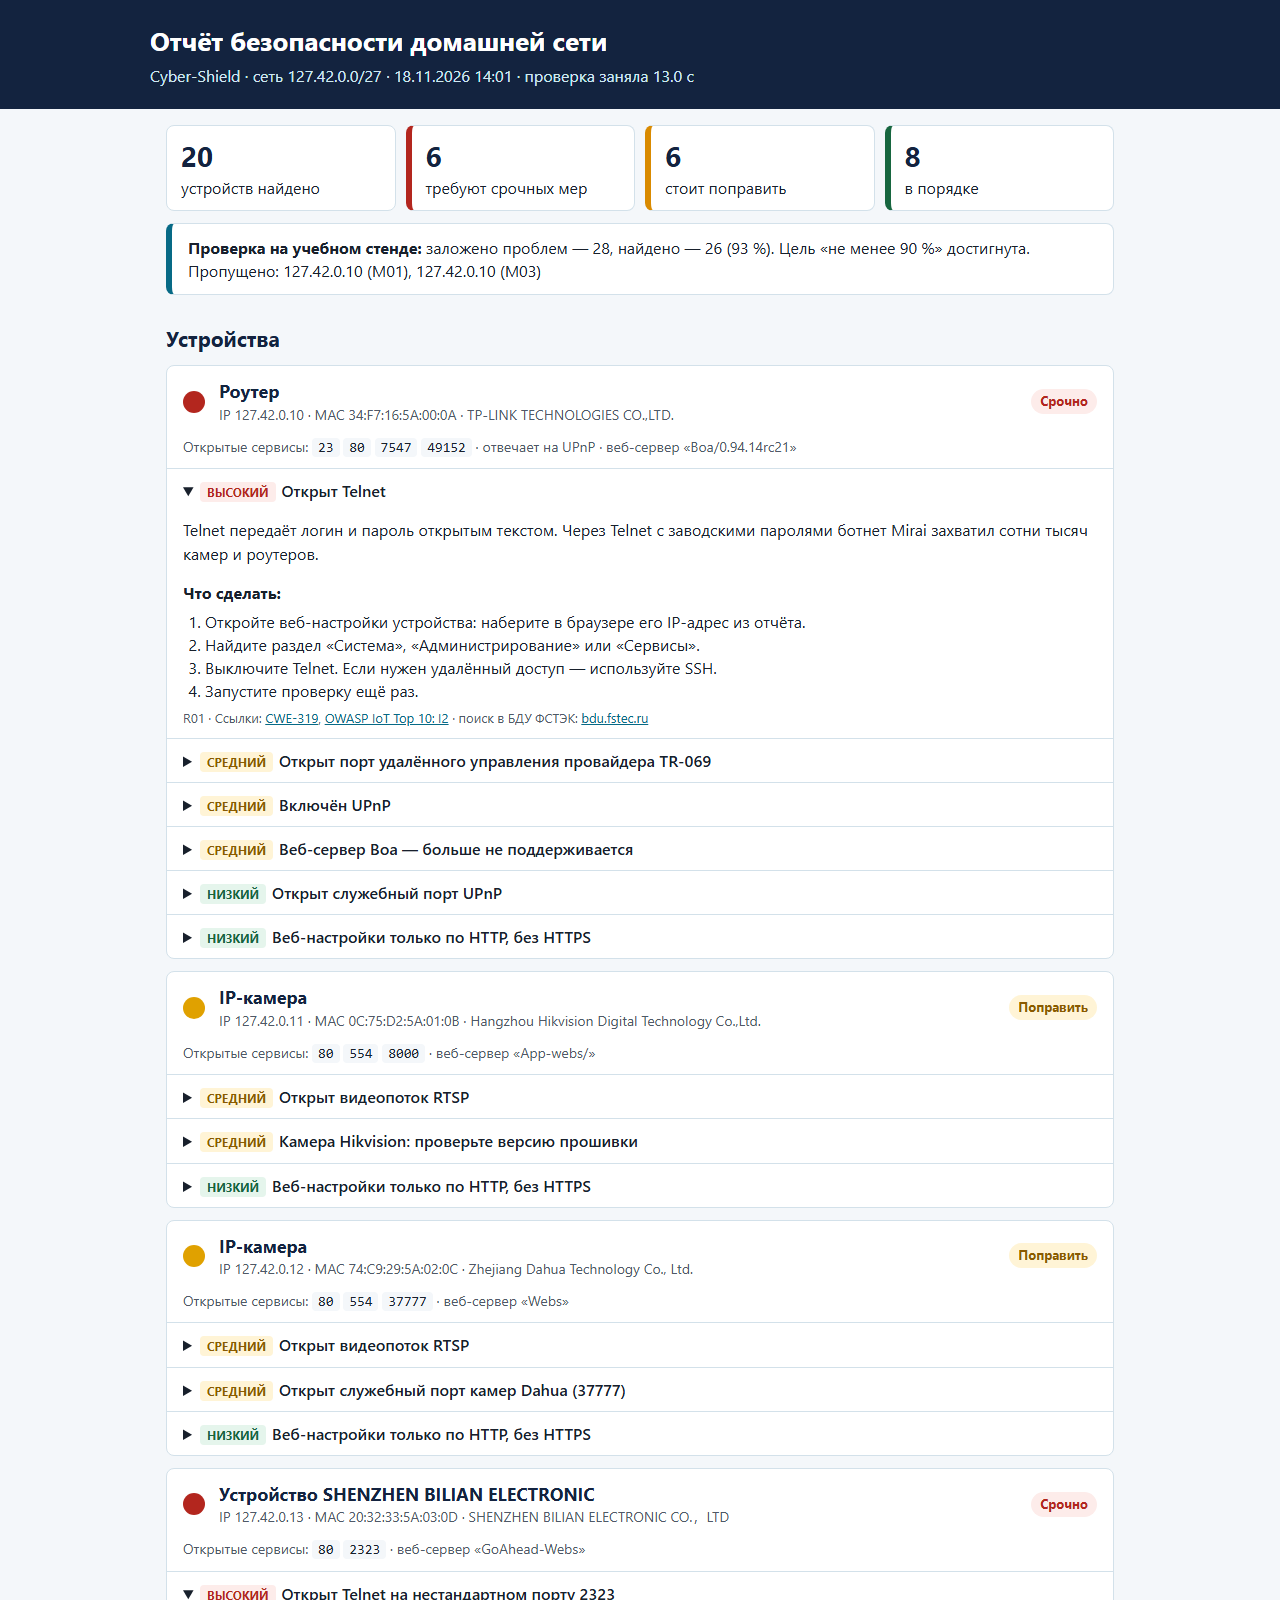 Отчёт безопасности домашней сети
Cyber-Shield · сеть 127.42.0.0/27 · 18.11.2026 14:01 · проверка заняла 13.0 с
20
устройств найдено
6
требуют срочных мер
6
стоит поправить
8
в порядке
Проверка на учебном стенде: заложено проблем — 28, найдено — 26 (93 %). Цель «не менее 90 %» достигнута.
Пропущено: 127.42.0.10 (M01), 127.42.0.10 (M03)
Устройства
Роутер
IP 127.42.0.10 · MAC 34:F7:16:5A:00:0A · TP-LINK TECHNOLOGIES CO.,LTD.
Срочно
Открытые сервисы: 23 80 7547 49152 · отвечает на UPnP · веб-сервер «Boa/0.94.14rc21»
ВЫСОКИЙ Открыт Telnet
Telnet передаёт логин и пароль открытым текстом. Через Telnet с заводскими паролями ботнет Mirai захватил сотни тысяч
камер и роутеров.
Что сделать:
1. Откройте веб-настройки устройства: наберите в браузере его IP-адрес из отчёта.
2. Найдите раздел «Система», «Администрирование» или «Сервисы».
3. Выключите Telnet. Если нужен удалённый доступ — используйте SSH.
4. Запустите проверку ещё раз.
R01 · Ссылки: CWE-319, OWASP IoT Top 10: I2 · поиск в БДУ ФСТЭК: bdu.fstec.ru
СРЕДНИЙ Открыт порт удалённого управления провайдера TR-069
СРЕДНИЙ Включён UPnP
СРЕДНИЙ Веб-сервер Boa — больше не поддерживается
НИЗКИЙ Открыт служебный порт UPnP
НИЗКИЙ Веб-настройки только по HTTP, без HTTPS
IP-камера
IP 127.42.0.11 · MAC 0C:75:D2:5A:01:0B · Hangzhou Hikvision Digital Technology Co.,Ltd.
Поправить
Открытые сервисы: 80 554 8000 · веб-сервер «App-webs/»
СРЕДНИЙ Открыт видеопоток RTSP
СРЕДНИЙ Камера Hikvision: проверьте версию прошивки
НИЗКИЙ Веб-настройки только по HTTP, без HTTPS
IP-камера
IP 127.42.0.12 · MAC 74:C9:29:5A:02:0C · Zhejiang Dahua Technology Co., Ltd.
Поправить
Открытые сервисы: 80 554 37777 · веб-сервер «Webs»
СРЕДНИЙ Открыт видеопоток RTSP
СРЕДНИЙ Открыт служебный порт камер Dahua (37777)
НИЗКИЙ Веб-настройки только по HTTP, без HTTPS
Устройство SHENZHEN BILIAN ELECTRONIC
IP 127.42.0.13 · MAC 20:32:33:5A:03:0D · SHENZHEN BILIAN ELECTRONIC CO.，LTD
Срочно
Открытые сервисы: 80 2323 · веб-сервер «GoAhead-Webs»
ВЫСОКИЙ Открыт Telnet на нестандартном порту 2323